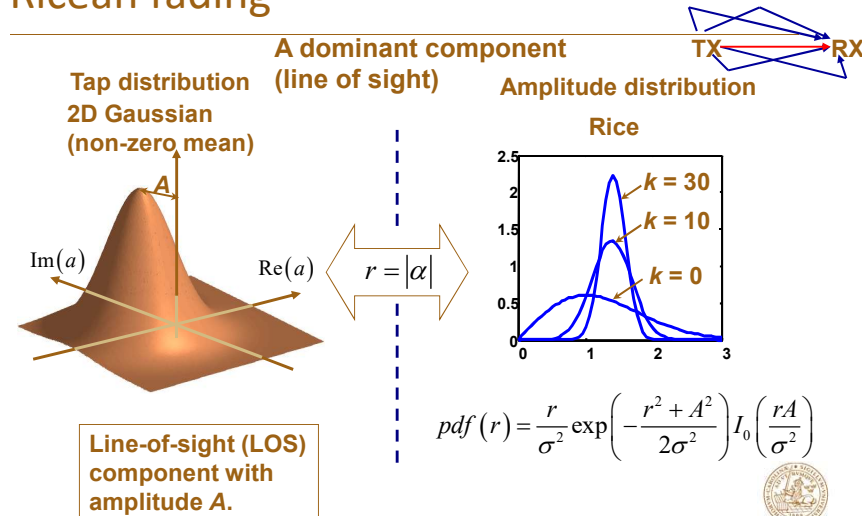 Ricean fading
A dominant component
(line of sight)
TX
RX
Tap distribution
2D Gaussian
(non-zero mean)
A
Im(a)
Re(a)
r = |α|
Amplitude distribution
Rice
2.5
2
1.5
1
0.5
0
0 1 2 3
k = 30
k = 10
k = 0
pdf(r) = r/σ² exp(−(r² + A²)/2σ²) I₀(rA/σ²)
Line-of-sight (LOS)
component with
amplitude A.